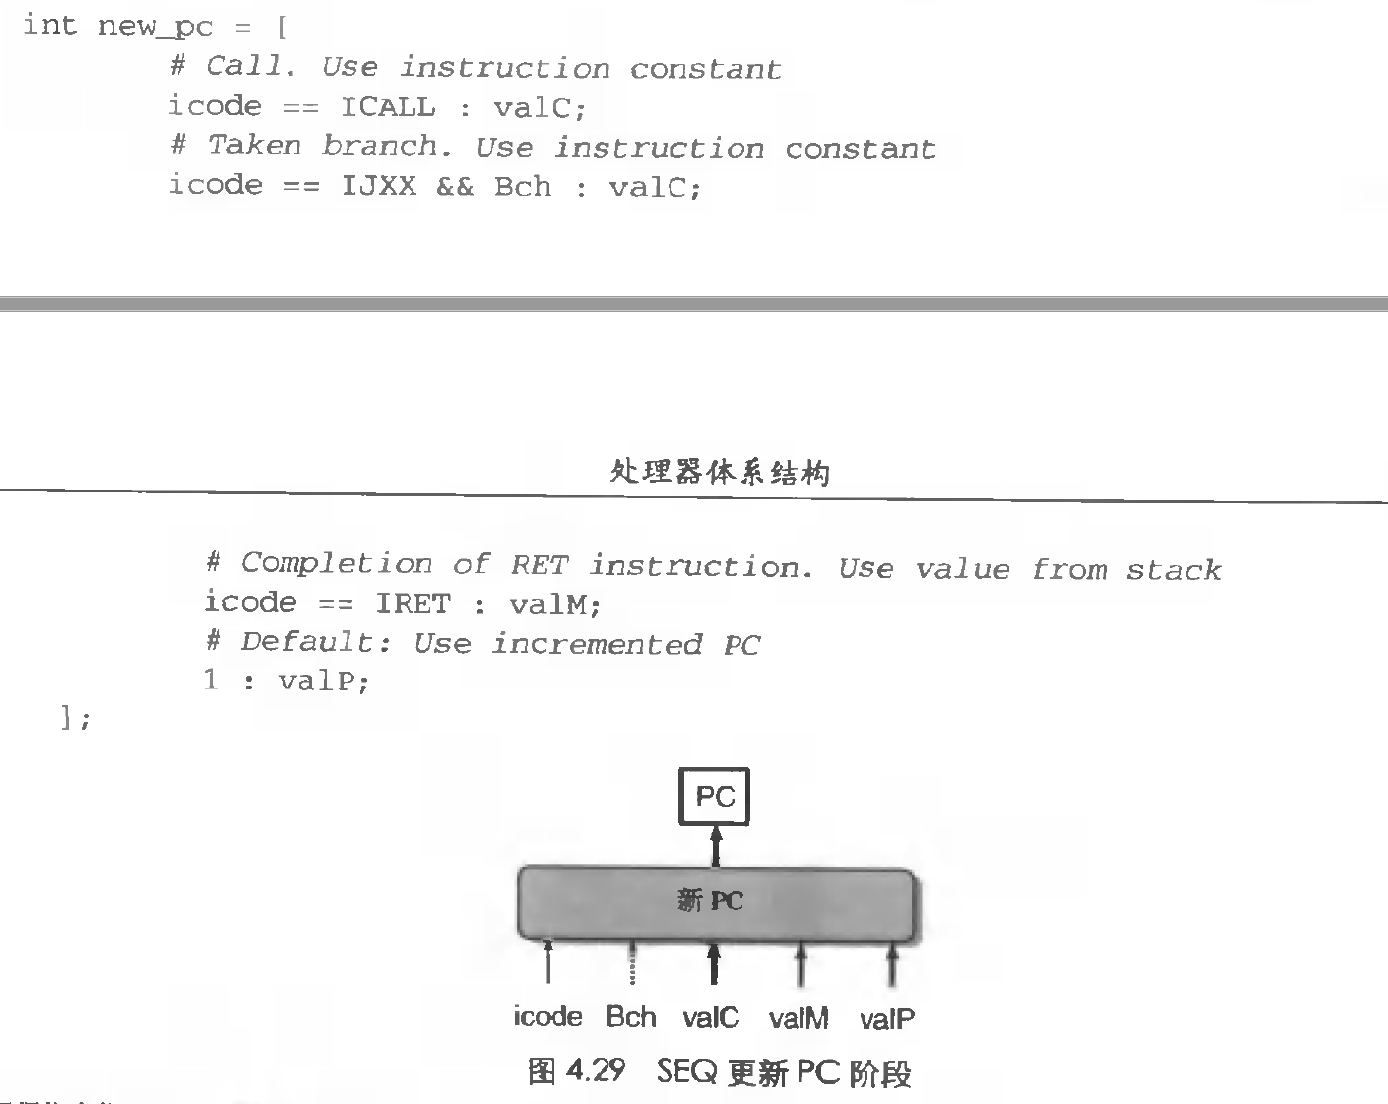 int new_pc = [
# Call. Use instruction constant
icode == ICALL : valC;
# Taken branch. Use instruction constant
icode == IJXX && Bch : valC;
处理器体系结构
# Completion of RET instruction. Use value from stack
icode == IRET : valM;
# Default: Use incremented PC
1 : valP;
];
PC
新 PC
icode Bch valC valM valP
图 4.29 SEQ 更新 PC 阶段